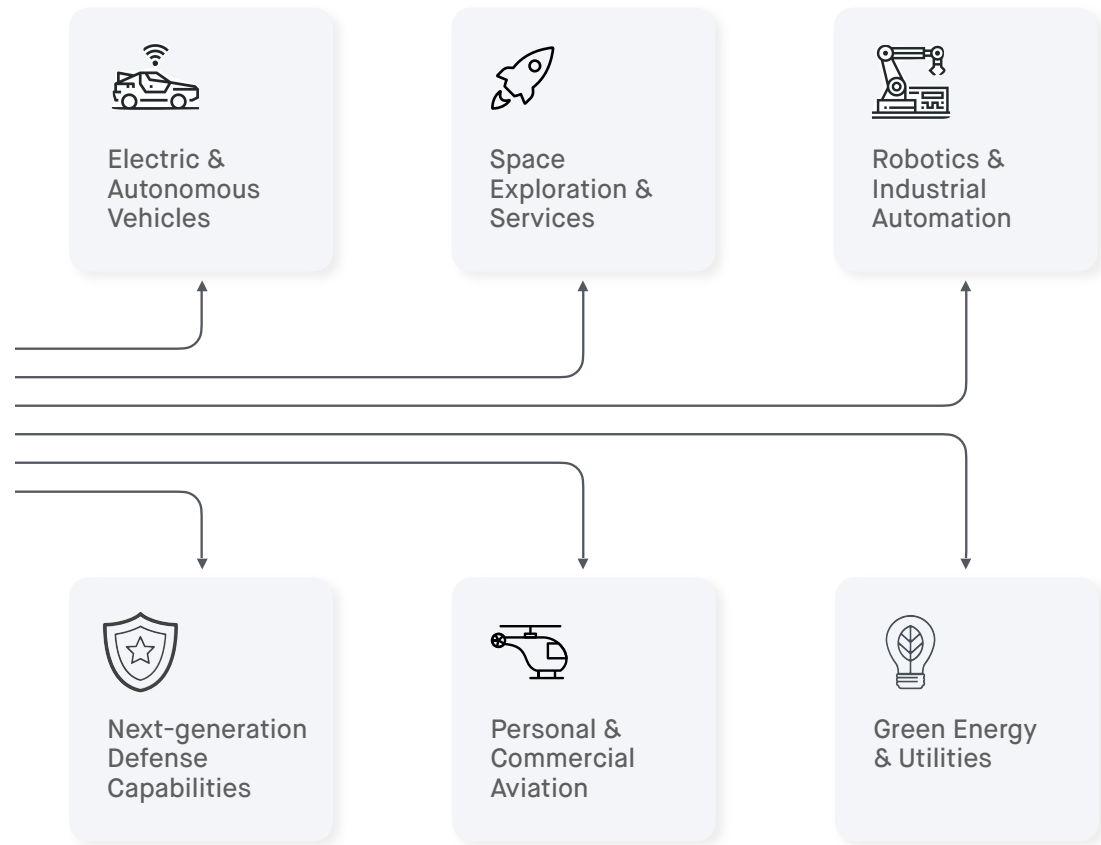 Electric &
Autonomous
Vehicles
Space
Exploration &
Services
Robotics &
Industrial
Automation
Next-generation
Defense
Capabilities
Personal &
Commercial
Aviation
Green Energy
& Utilities